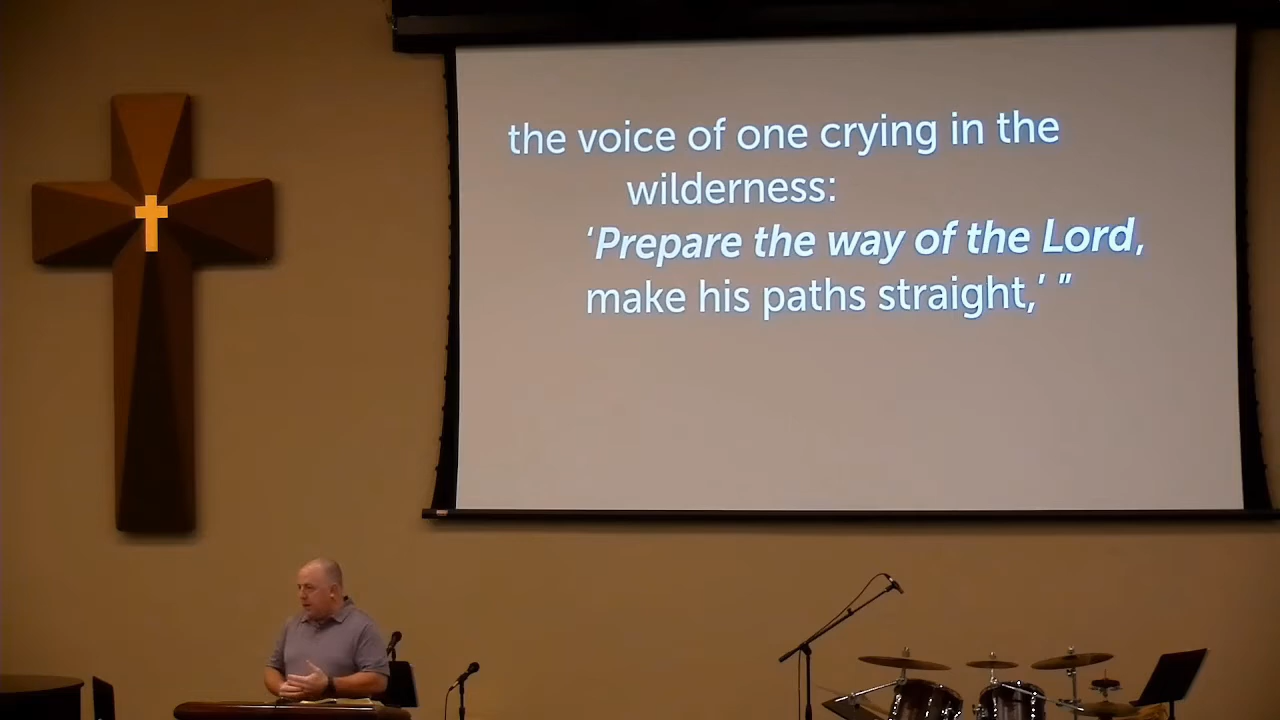 the voice of one crying in the
wilderness:
‘Prepare the way of the Lord,
make his paths straight,’ ”